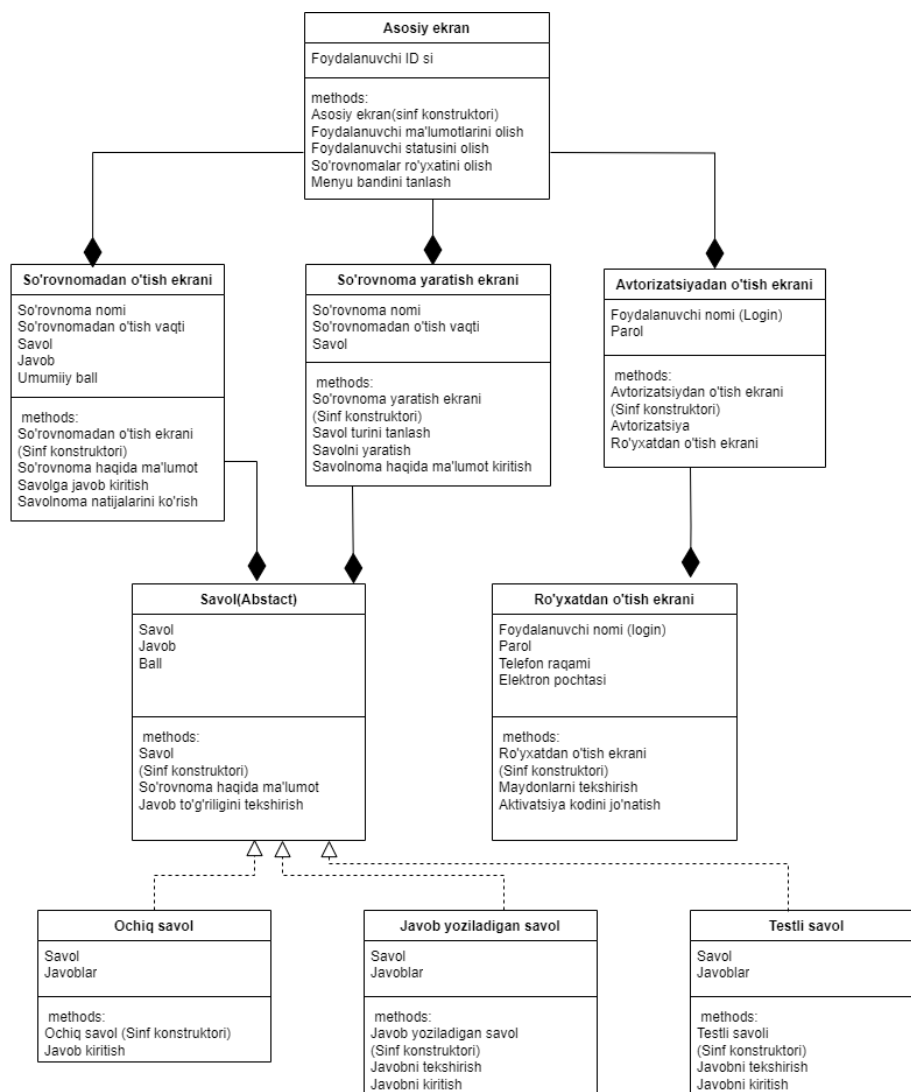 Asosiy ekran
Foydalanuvchi ID si
methods:
Asosiy ekran(sinf konstruktori)
Foydalanuvchi ma'lumotlarini olish
Foydalanuvchi statusini olish
So'rovnomalar ro'yxatini olish
Menyu bandini tanlash
So'rovnomadan o'tish ekrani
So'rovnoma nomi
So'rovnomadan o'tish vaqti
Savol
Javob
Umumiiy ball
methods:
So'rovnomadan o'tish ekrani
(Sinf konstruktori)
So'rovnoma haqida ma'lumot
Savolga javob kiritish
Savolnoma natijalarini ko'rish
So'rovnoma yaratish ekrani
So'rovnoma nomi
So'rovnomadan o'tish vaqti
Savol
methods:
So'rovnoma yaratish ekrani
(Sinf konstruktori)
Savol turini tanlash
Savolni yaratish
Savolnoma haqida ma'lumot kiritish
Avtorizatsiyadan o'tish ekrani
Foydalanuvchi nomi (Login)
Parol
methods:
Avtorizatsiydan o'tish ekrani
(Sinf konstruktori)
Avtorizatsiya
Ro'yxatdan o'tish ekrani
Savol(Abstact)
Savol
Javob
Ball
methods:
Savol
(Sinf konstruktori)
So'rovnoma haqida ma'lumot
Javob to'g'riligini tekshirish
Ro'yxatdan o'tish ekrani
Foydalanuvchi nomi (login)
Parol
Telefon raqami
Elektron pochtasi
methods:
Ro'yxatdan o'tish ekrani
(Sinf konstruktori)
Maydonlarni tekshirish
Aktivatsiya kodini jo'natish
Ochiq savol
Savol
Javoblar
methods:
Ochiq savol (Sinf konstruktori)
Javob kiritish
Javob yoziladigan savol
Savol
Javoblar
methods:
Javob yoziladigan savol
(Sinf konstruktori)
Javobni tekshirish
Javobni kiritish
Testli savol
Savol
Javoblar
methods:
Testli savoli
(Sinf konstruktori)
Javobni tekshirish
Javobni kiritish